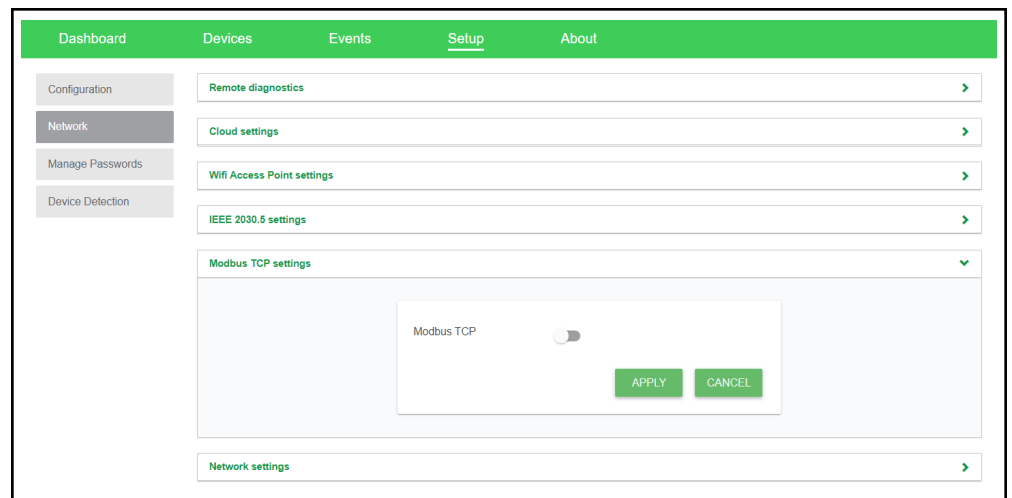 Dashboard Devices Events Setup About
Configuration
Network
Manage Passwords
Device Detection
Remote diagnostics
Cloud settings
Wifi Access Point settings
IEEE 2030.5 settings
Modbus TCP settings
Modbus TCP
APPLY CANCEL
Network settings